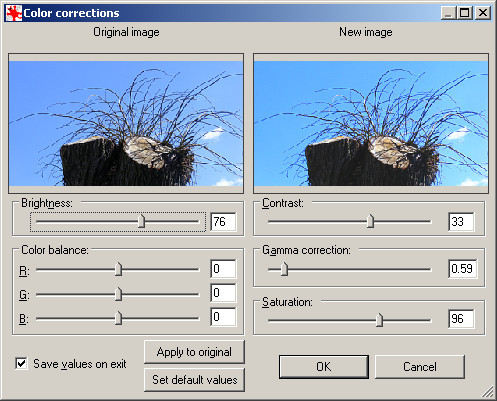 Color corrections
Original image
New image
Brightness:
76
Contrast:
33
Color balance:
R:
0
G:
0
B:
0
Gamma correction:
0.59
Saturation:
96
Save values on exit
Apply to original
Set default values
OK
Cancel